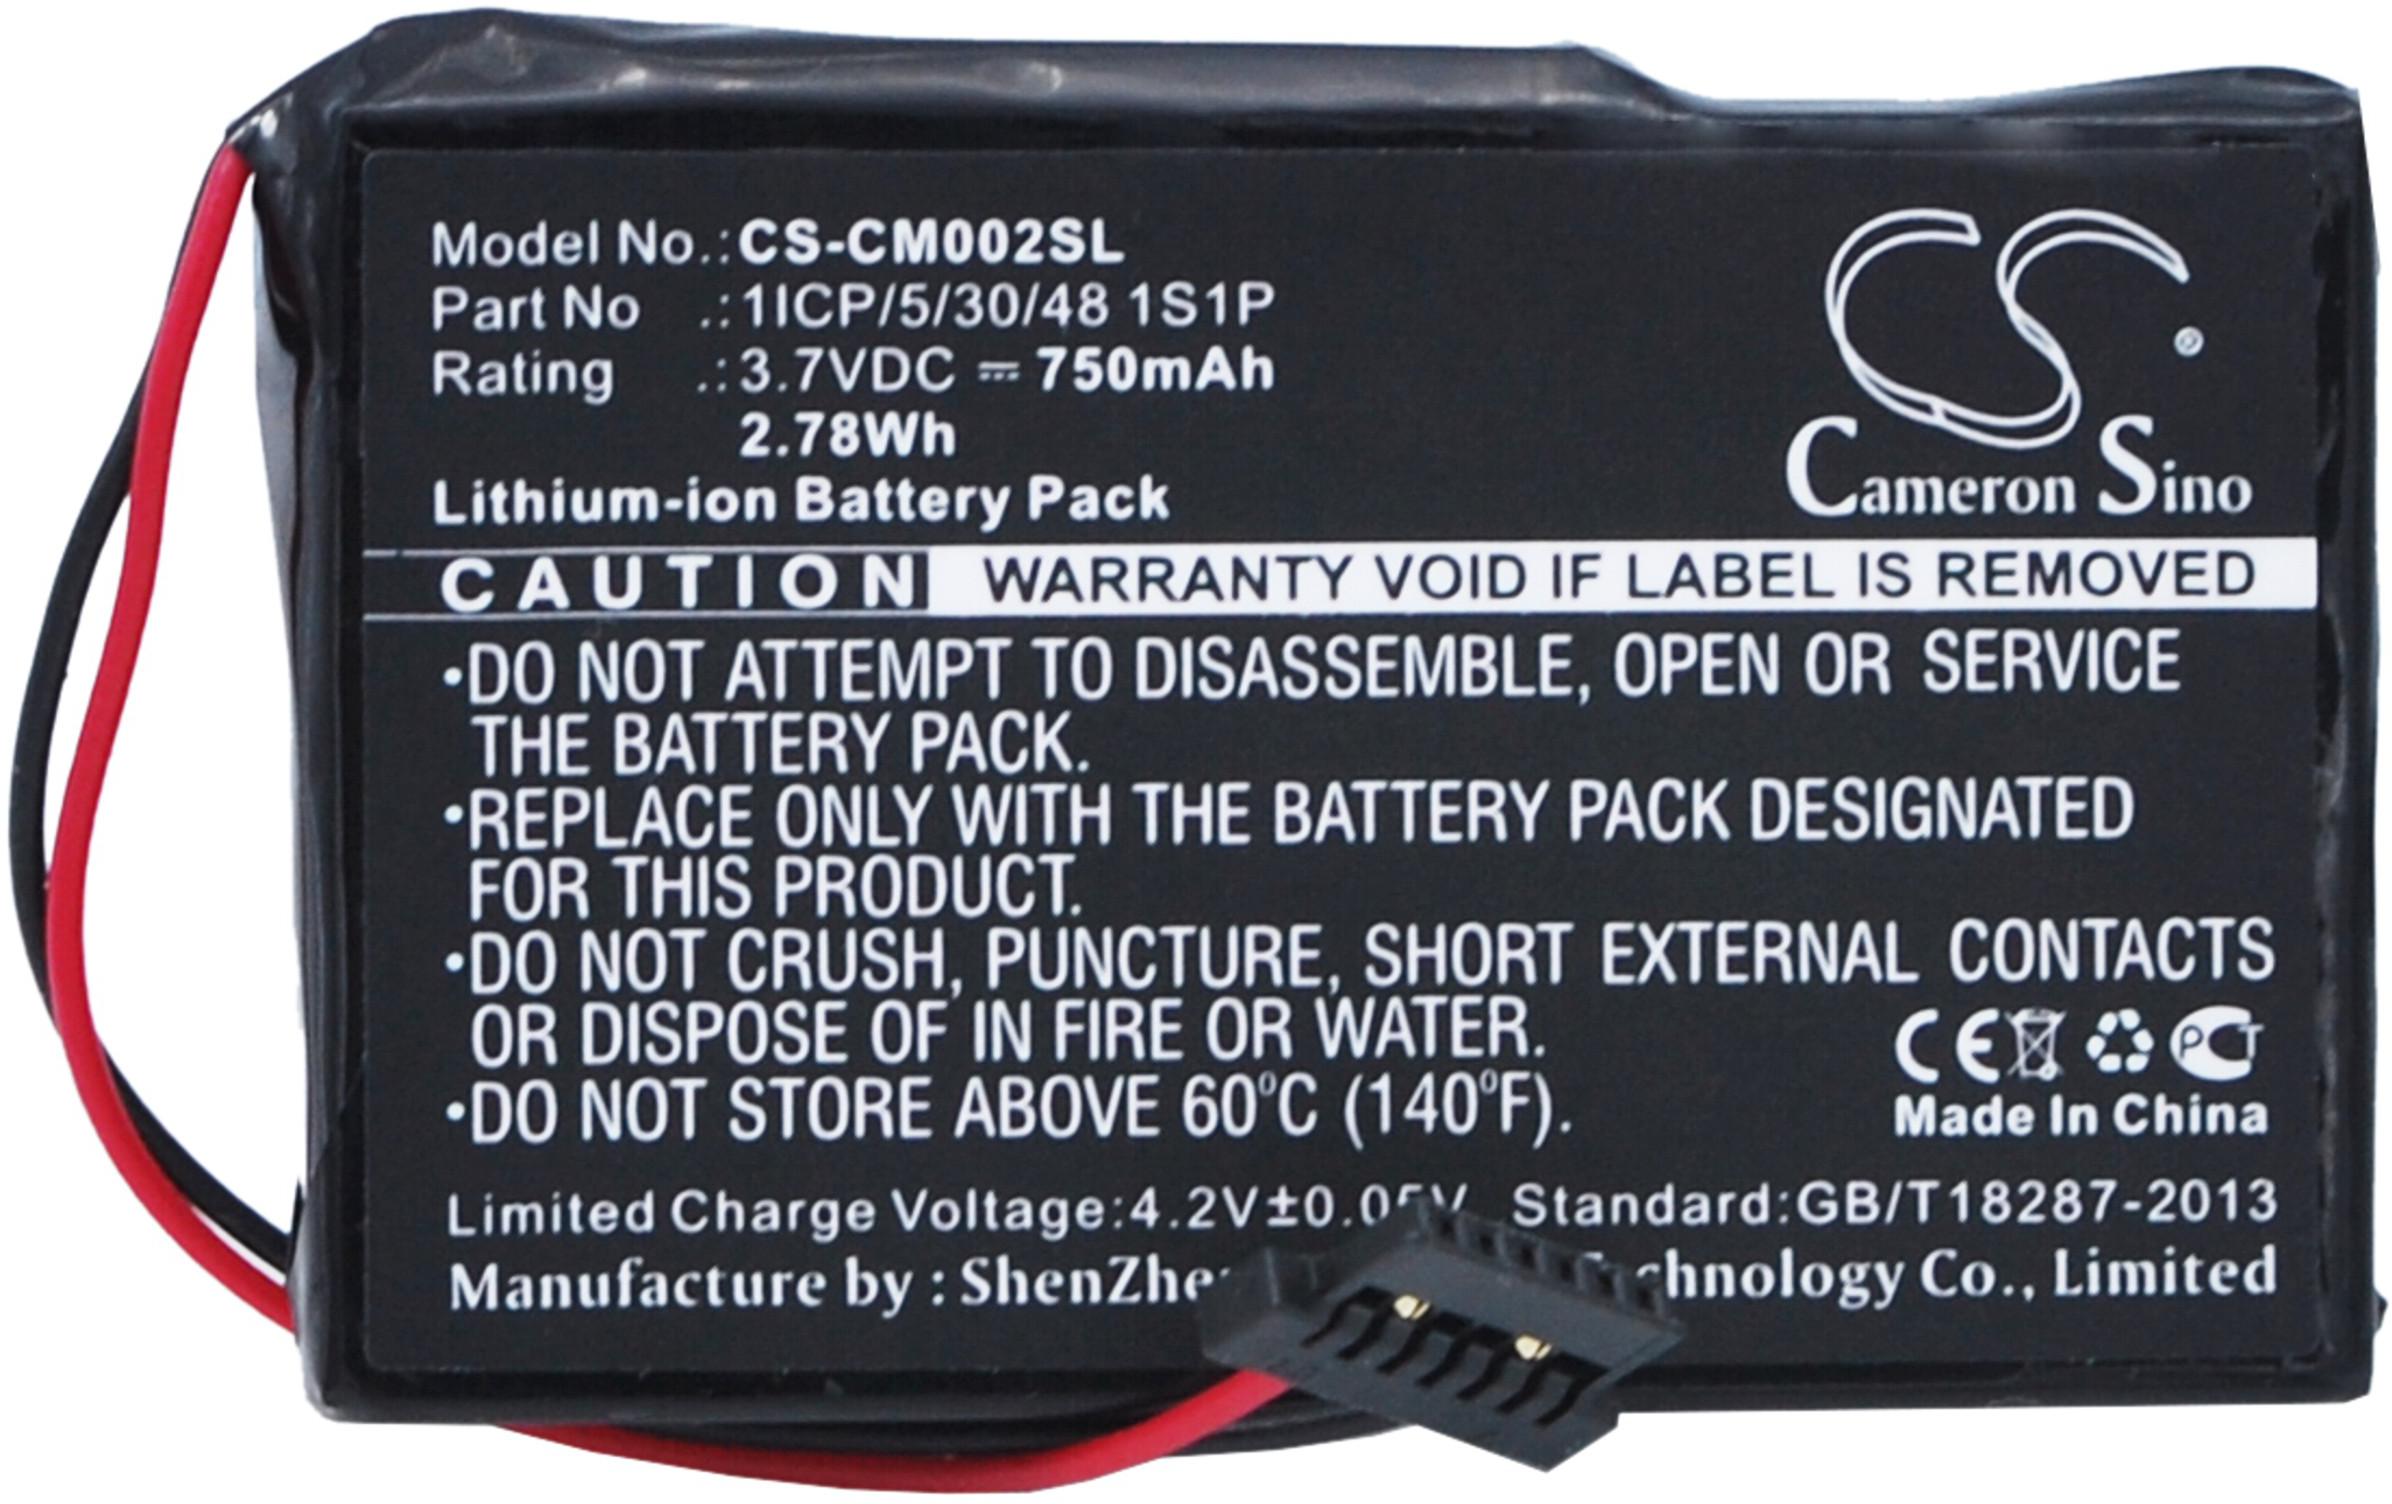 Model No.:CS-CM002SL
Part No .:1ICP/5/30/48 1S1P
Rating .:3.7VDC ⎓ 750mAh
2.78Wh
Lithium-ion Battery Pack
CS ®
Cameron Sino
CAUTION WARRANTY VOID IF LABEL IS REMOVED
•DO NOT ATTEMPT TO DISASSEMBLE, OPEN OR SERVICE
THE BATTERY PACK.
•REPLACE ONLY WITH THE BATTERY PACK DESIGNATED
FOR THIS PRODUCT.
•DO NOT CRUSH, PUNCTURE, SHORT EXTERNAL CONTACTS
OR DISPOSE OF IN FIRE OR WATER.
•DO NOT STORE ABOVE 60°C (140°F).
CE PCT
Made In China
Limited Charge Voltage:4.2V±0.05V Standard:GB/T18287-2013
Manufacture by : Co., Limited